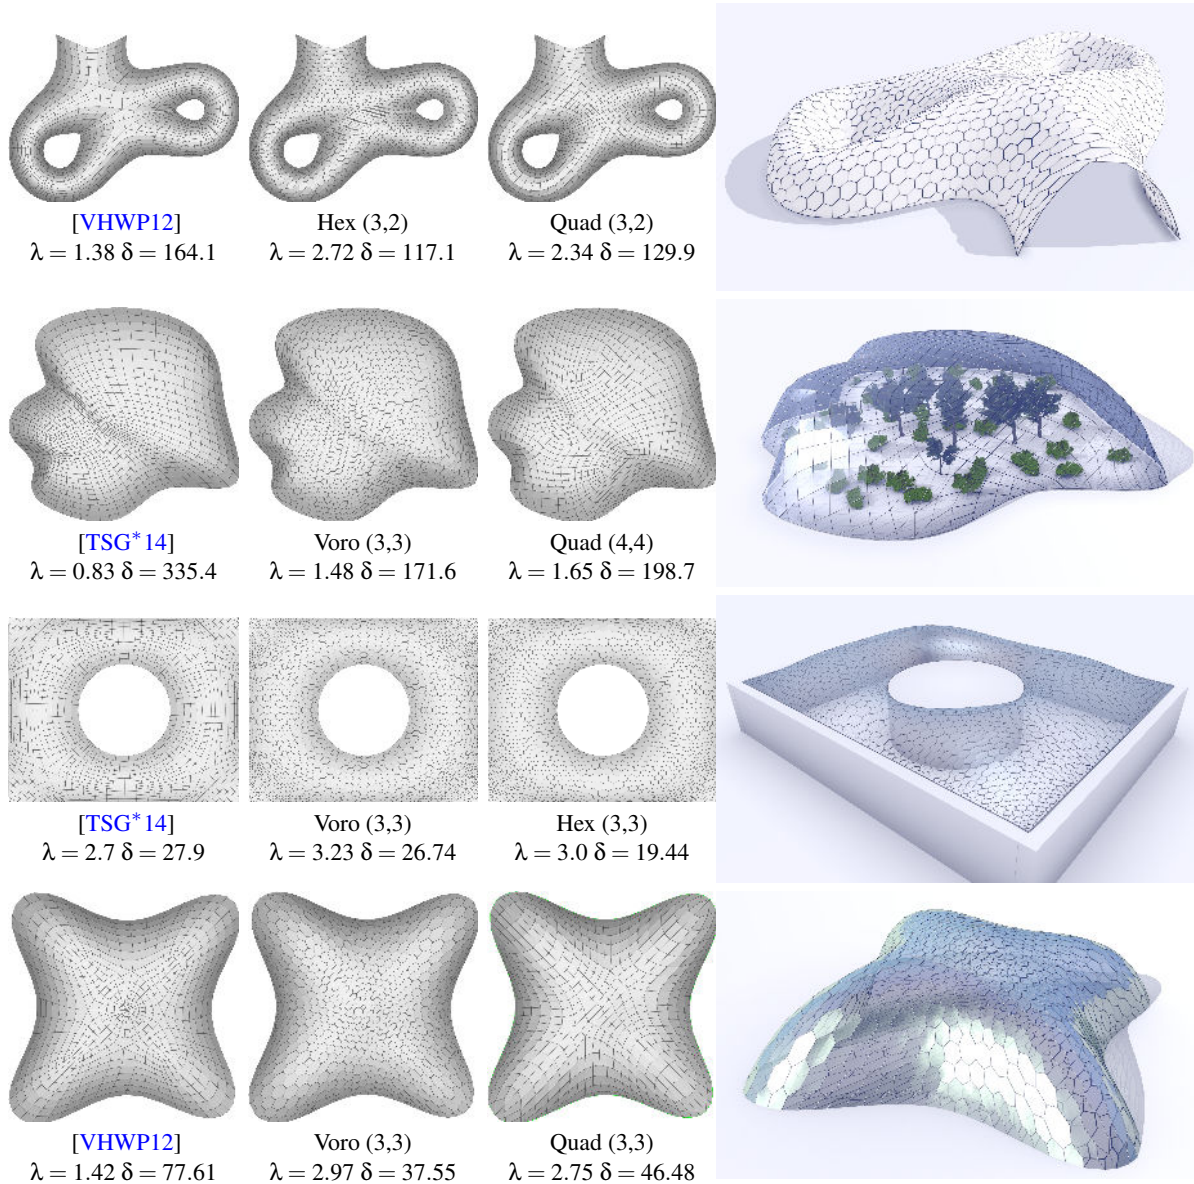 [VHWP12] Hex (3,2) Quad (3,2)
λ = 1.38 δ = 164.1 λ = 2.72 δ = 117.1 λ = 2.34 δ = 129.9
[TSG*14] Voro (3,3) Quad (4,4)
λ = 0.83 δ = 335.4 λ = 1.48 δ = 171.6 λ = 1.65 δ = 198.7
[TSG*14] Voro (3,3) Hex (3,3)
λ = 2.7 δ = 27.9 λ = 3.23 δ = 26.74 λ = 3.0 δ = 19.44
[VHWP12] Voro (3,3) Quad (3,3)
λ = 1.42 δ = 77.61 λ = 2.97 δ = 37.55 λ = 2.75 δ = 46.48